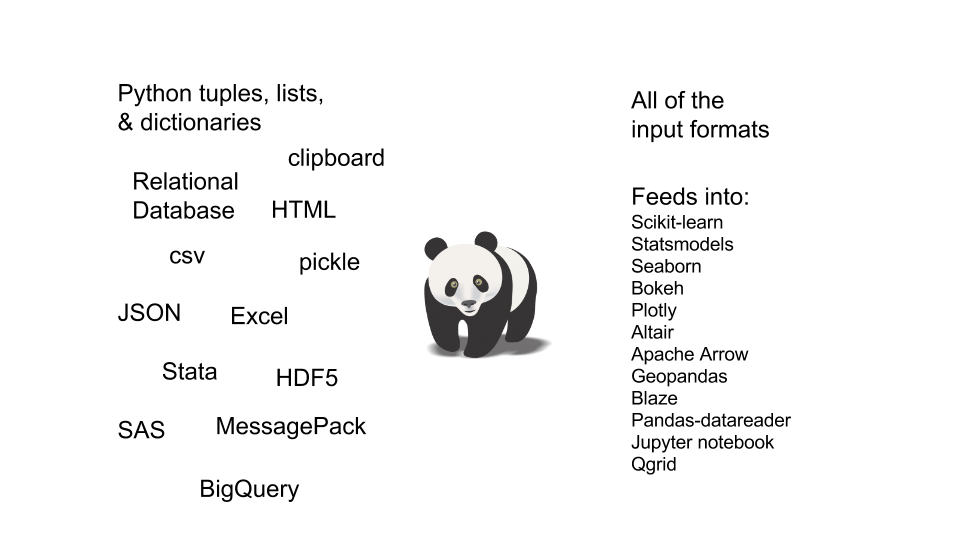 Python tuples, lists,
& dictionaries
clipboard
Relational
Database
HTML
csv
pickle
JSON
Excel
Stata
HDF5
SAS
MessagePack
BigQuery
All of the
input formats
Feeds into:
Scikit-learn
Statsmodels
Seaborn
Bokeh
Plotly
Altair
Apache Arrow
Geopandas
Blaze
Pandas-datareader
Jupyter notebook
Qgrid